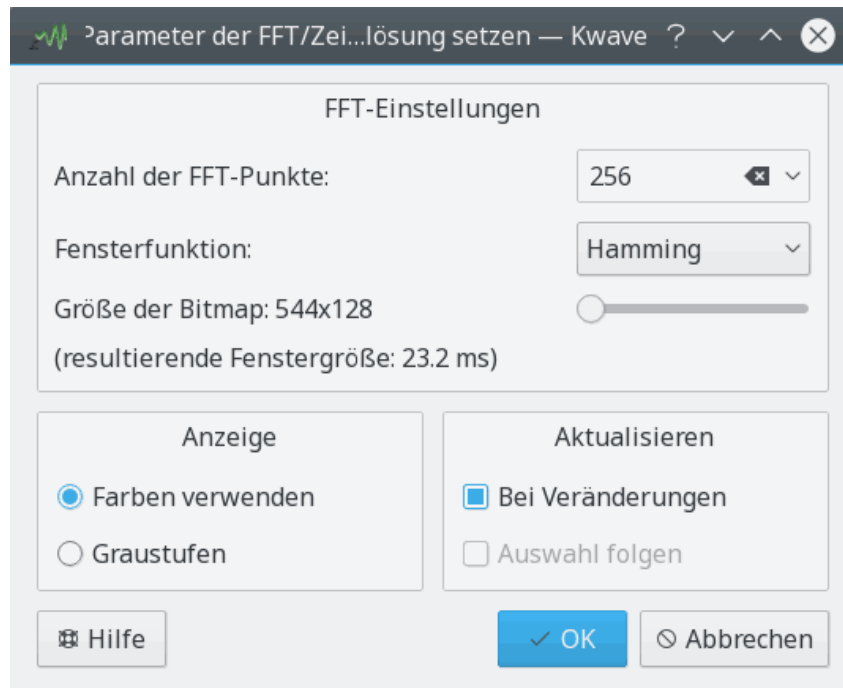 Parameter der FFT/Zei...lösung setzen — Kwave
FFT-Einstellungen
Anzahl der FFT-Punkte: 256
Fensterfunktion: Hamming
Größe der Bitmap: 544x128
(resultierende Fenstergröße: 23.2 ms)
Anzeige
Farben verwenden
Graustufen
Aktualisieren
Bei Veränderungen
Auswahl folgen
Hilfe
OK
Abbrechen